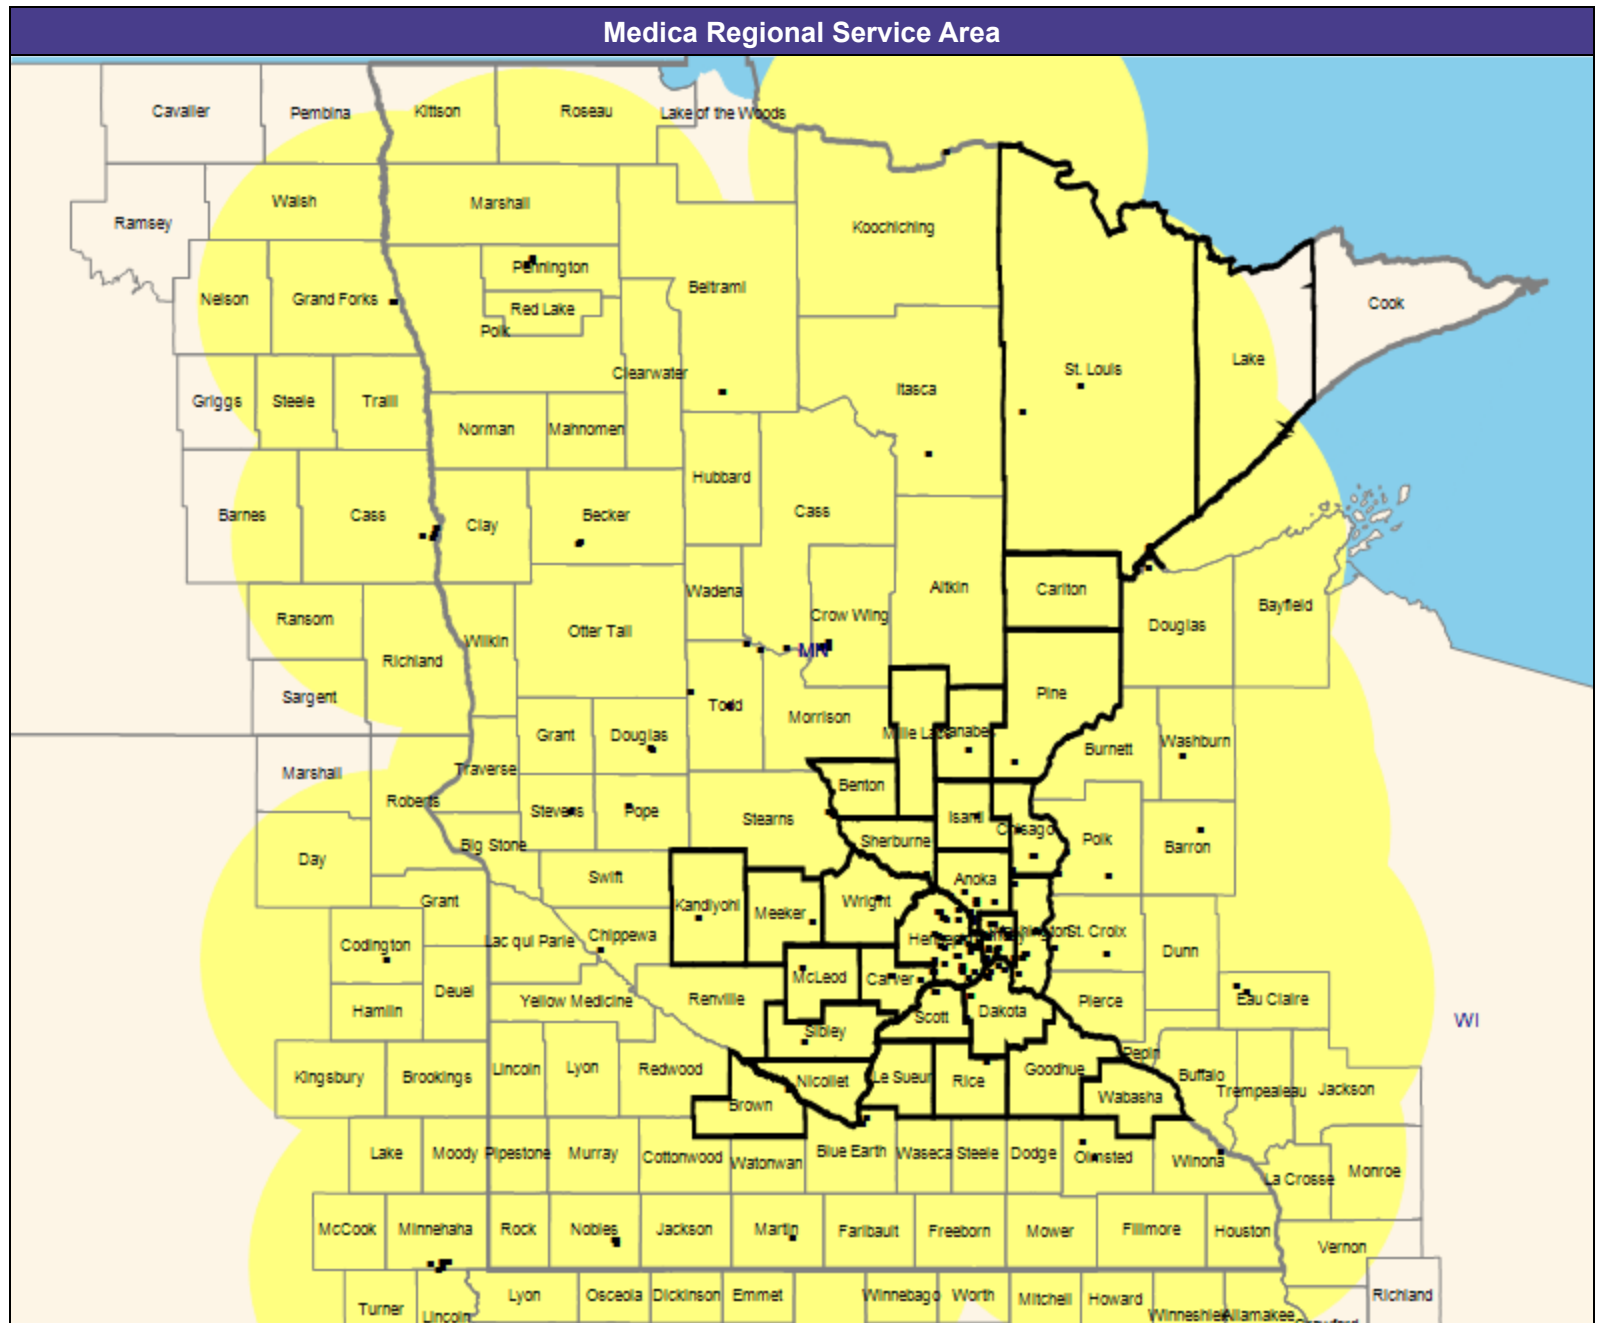 Medica Regional Service Area
Cavalier
Pembina
Kittson
Roseau
Lake of the Woods
Walsh
Marshall
Ramsey
Koochiching
Pennington
Nelson
Grand Forks
Beltrami
Red Lake
Cook
Polk
Lake
St. Louis
Clearwater
Itasca
Griggs
Steele
Traill
Norman
Mahnomen
Hubbard
Barnes
Cass
Clay
Becker
Cass
Aitkin
Carlton
Wadena
Bayfield
Crow Wing
Ransom
Douglas
Otter Tail
Wilkin
MN
Richland
Pine
Sargent
Todd
Morrison
Mille
Grant
Douglas
Washburn
Burnett
Traverse
Marshall
Benton
Roberts
Stevens
Pope
Stearns
Isanti
Chisago
Polk
Sherburne
Big Stone
Barron
Day
Swift
Anoka
Grant
Kandiyohi
Wright
Meeker
Chippewa
St. Croix
Lac qui Parle
Codington
Dunn
McLeod
Carver
Deuel
Yellow Medicine
Renville
Pierce
Eau Claire
Hamlin
Scott
Dakota
WI
Sibley
Pepin
Kingsbury
Brookings
Lincoln
Lyon
Redwood
Nicollet
Le Sueur
Rice
Goodhue
Buffalo
Trempealeau
Jackson
Wabasha
Brown
Lake
Moody
Pipestone
Murray
Cottonwood
Watonwan
Blue Earth
Waseca
Steele
Dodge
Olmsted
Winona
La Crosse
Monroe
McCook
Minnehaha
Rock
Nobles
Jackson
Martin
Faribault
Freeborn
Mower
Fillmore
Houston
Vernon
Turner
Lincoln
Lyon
Osceola
Dickinson
Emmet
Winnebago
Worth
Mitchell
Howard
Winneshiek
Allamakee
Richland